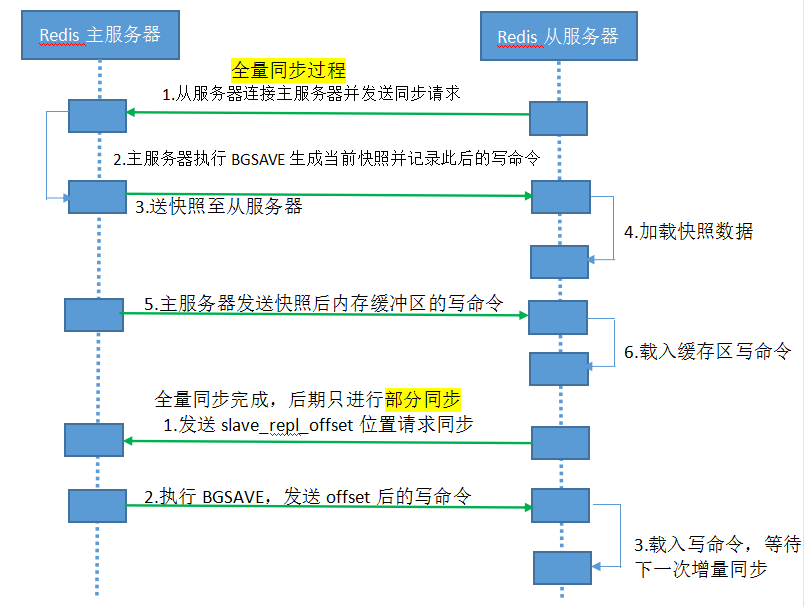 Redis 主服务器
Redis 从服务器
全量同步过程
1.从服务器连接主服务器并发送同步请求
2.主服务器执行 BGSAVE 生成当前快照并记录此后的写命令
3.送快照至从服务器
4.加载快照数据
5.主服务器发送快照后内存缓冲区的写命令
6.载入缓存区写命令
全量同步完成，后期只进行部分同步
1.发送 slave_repl_offset 位置请求同步
2.执行 BGSAVE，发送 offset 后的写命令
3.载入写命令，等待
下一次增量同步